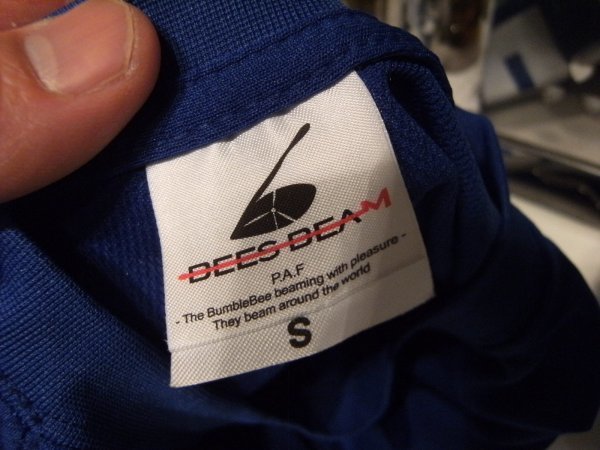 BEES BEAM
P.A.F
- The BumbleBee beaming with pleasure -
They beam around the world
S